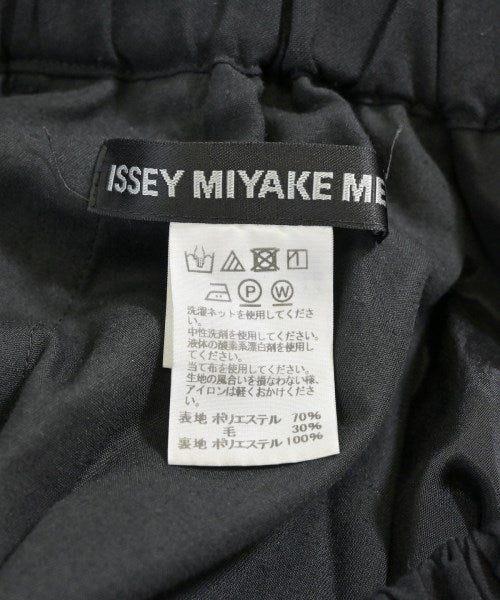 ISSEY MIYAKE ME
P W
洗濯ネットを使用してくださ
い。
中性洗剤を使用してください。
液体の酸素系漂白剤を使用
してください。
当て布を使用してください。
生地の風合いを損なわない様、
アイロンは軽くおかけくださ
い。
表地 ポリエステル 70%
毛 30%
裏地 ポリエステル 100%